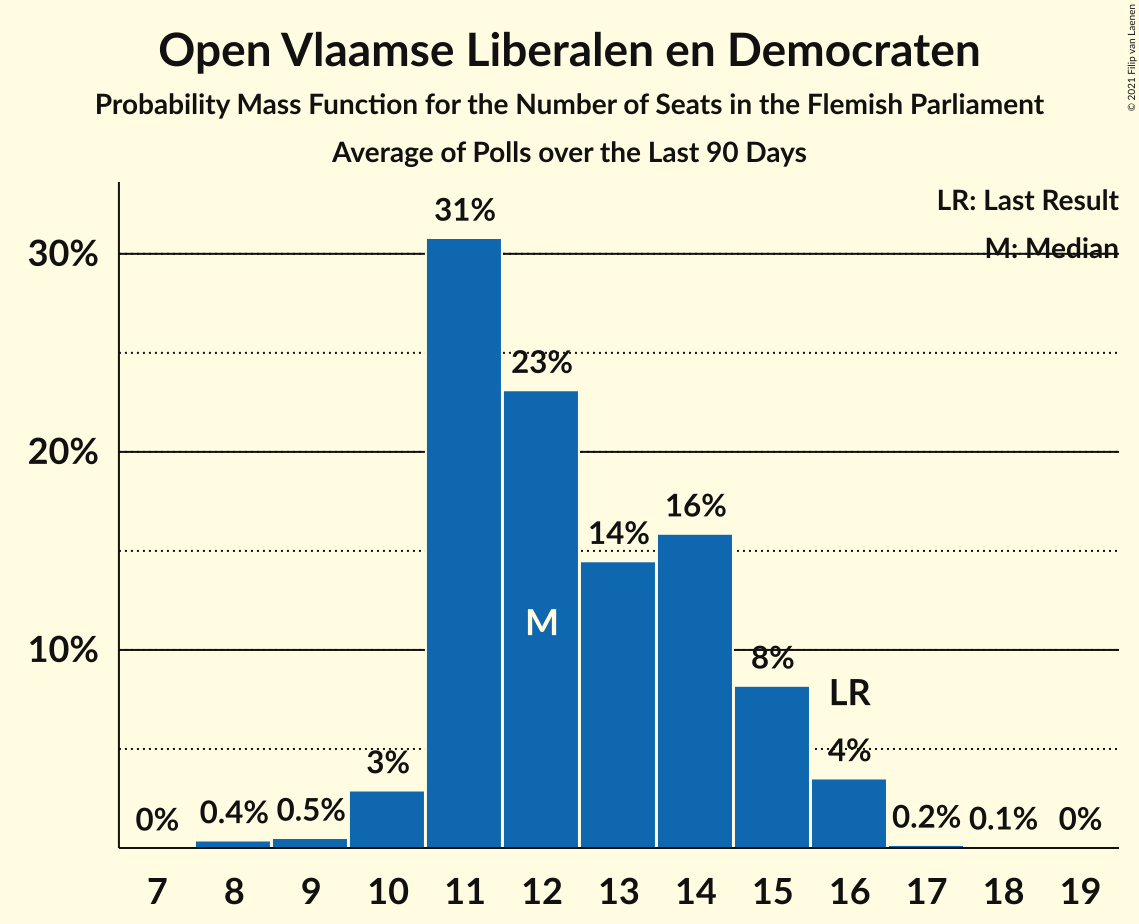 Open Vlaamse Liberalen en Democraten
Probability Mass Function for the Number of Seats in the Flemish Parliament
Average of Polls over the Last 90 Days
© 2021 Filip van Laenen
LR: Last Result
M: Median
30%
20%
10%
0%
0.4%
0.5%
3%
31%
23%
14%
16%
8%
4%
0.2%
0.1%
0%
M
LR
7 8 9 10 11 12 13 14 15 16 17 18 19